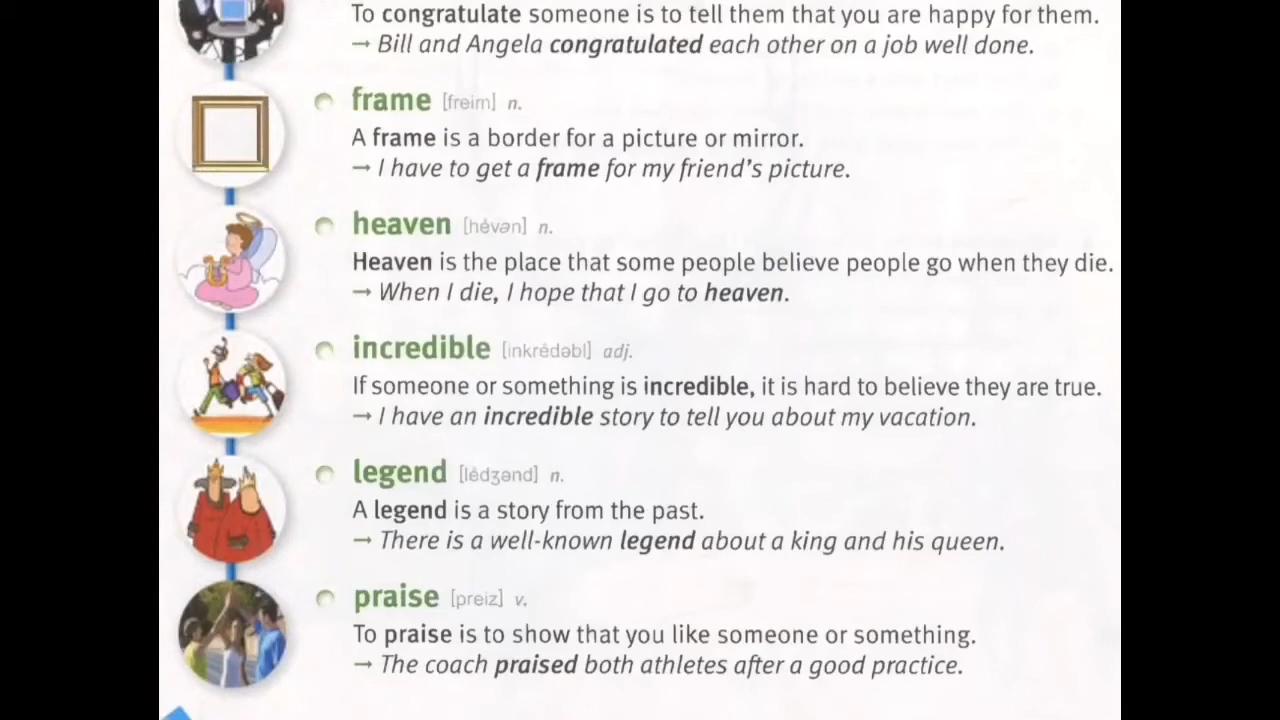 To congratulate someone is to tell them that you are happy for them.
→ Bill and Angela congratulated each other on a job well done.
frame [freim] n.
A frame is a border for a picture or mirror.
→ I have to get a frame for my friend's picture.
heaven [hévən] n.
Heaven is the place that some people believe people go when they die.
→ When I die, I hope that I go to heaven.
incredible [inkrédəbl] adj.
If someone or something is incredible, it is hard to believe they are true.
→ I have an incredible story to tell you about my vacation.
legend [lédʒənd] n.
A legend is a story from the past.
→ There is a well-known legend about a king and his queen.
praise [preiz] v.
To praise is to show that you like someone or something.
→ The coach praised both athletes after a good practice.